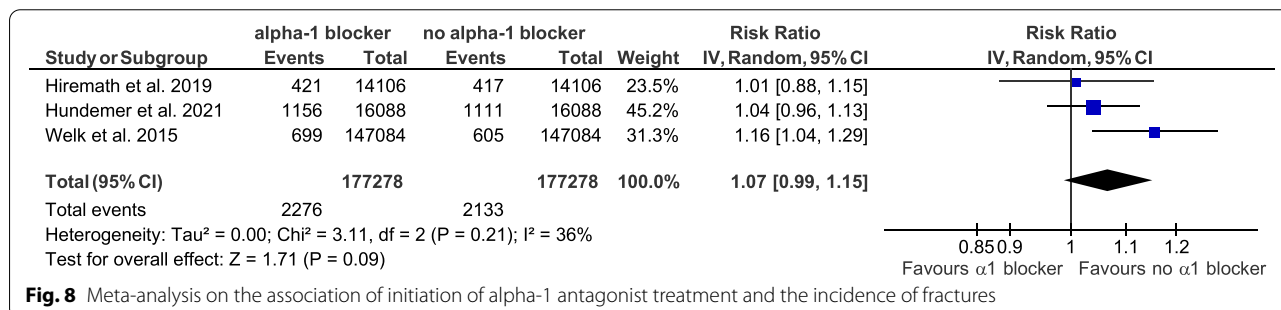 alpha-1 blocker no alpha-1 blocker Risk Ratio Risk Ratio
Study or Subgroup Events Total Events Total Weight IV, Random, 95% CI IV, Random, 95% CI
Hiremath et al. 2019 421 14106 417 14106 23.5% 1.01 [0.88, 1.15]
Hundemer et al. 2021 1156 16088 1111 16088 45.2% 1.04 [0.96, 1.13]
Welk et al. 2015 699 147084 605 147084 31.3% 1.16 [1.04, 1.29]
Total (95% CI) 177278 177278 100.0% 1.07 [0.99, 1.15]
Total events 2276 2133
Heterogeneity: Tau² = 0.00; Chi² = 3.11, df = 2 (P = 0.21); I² = 36%
Test for overall effect: Z = 1.71 (P = 0.09)
0.85 0.9 1 1.1 1.2
Favours α1 blocker Favours no α1 blocker
Fig. 8 Meta-analysis on the association of initiation of alpha-1 antagonist treatment and the incidence of fractures